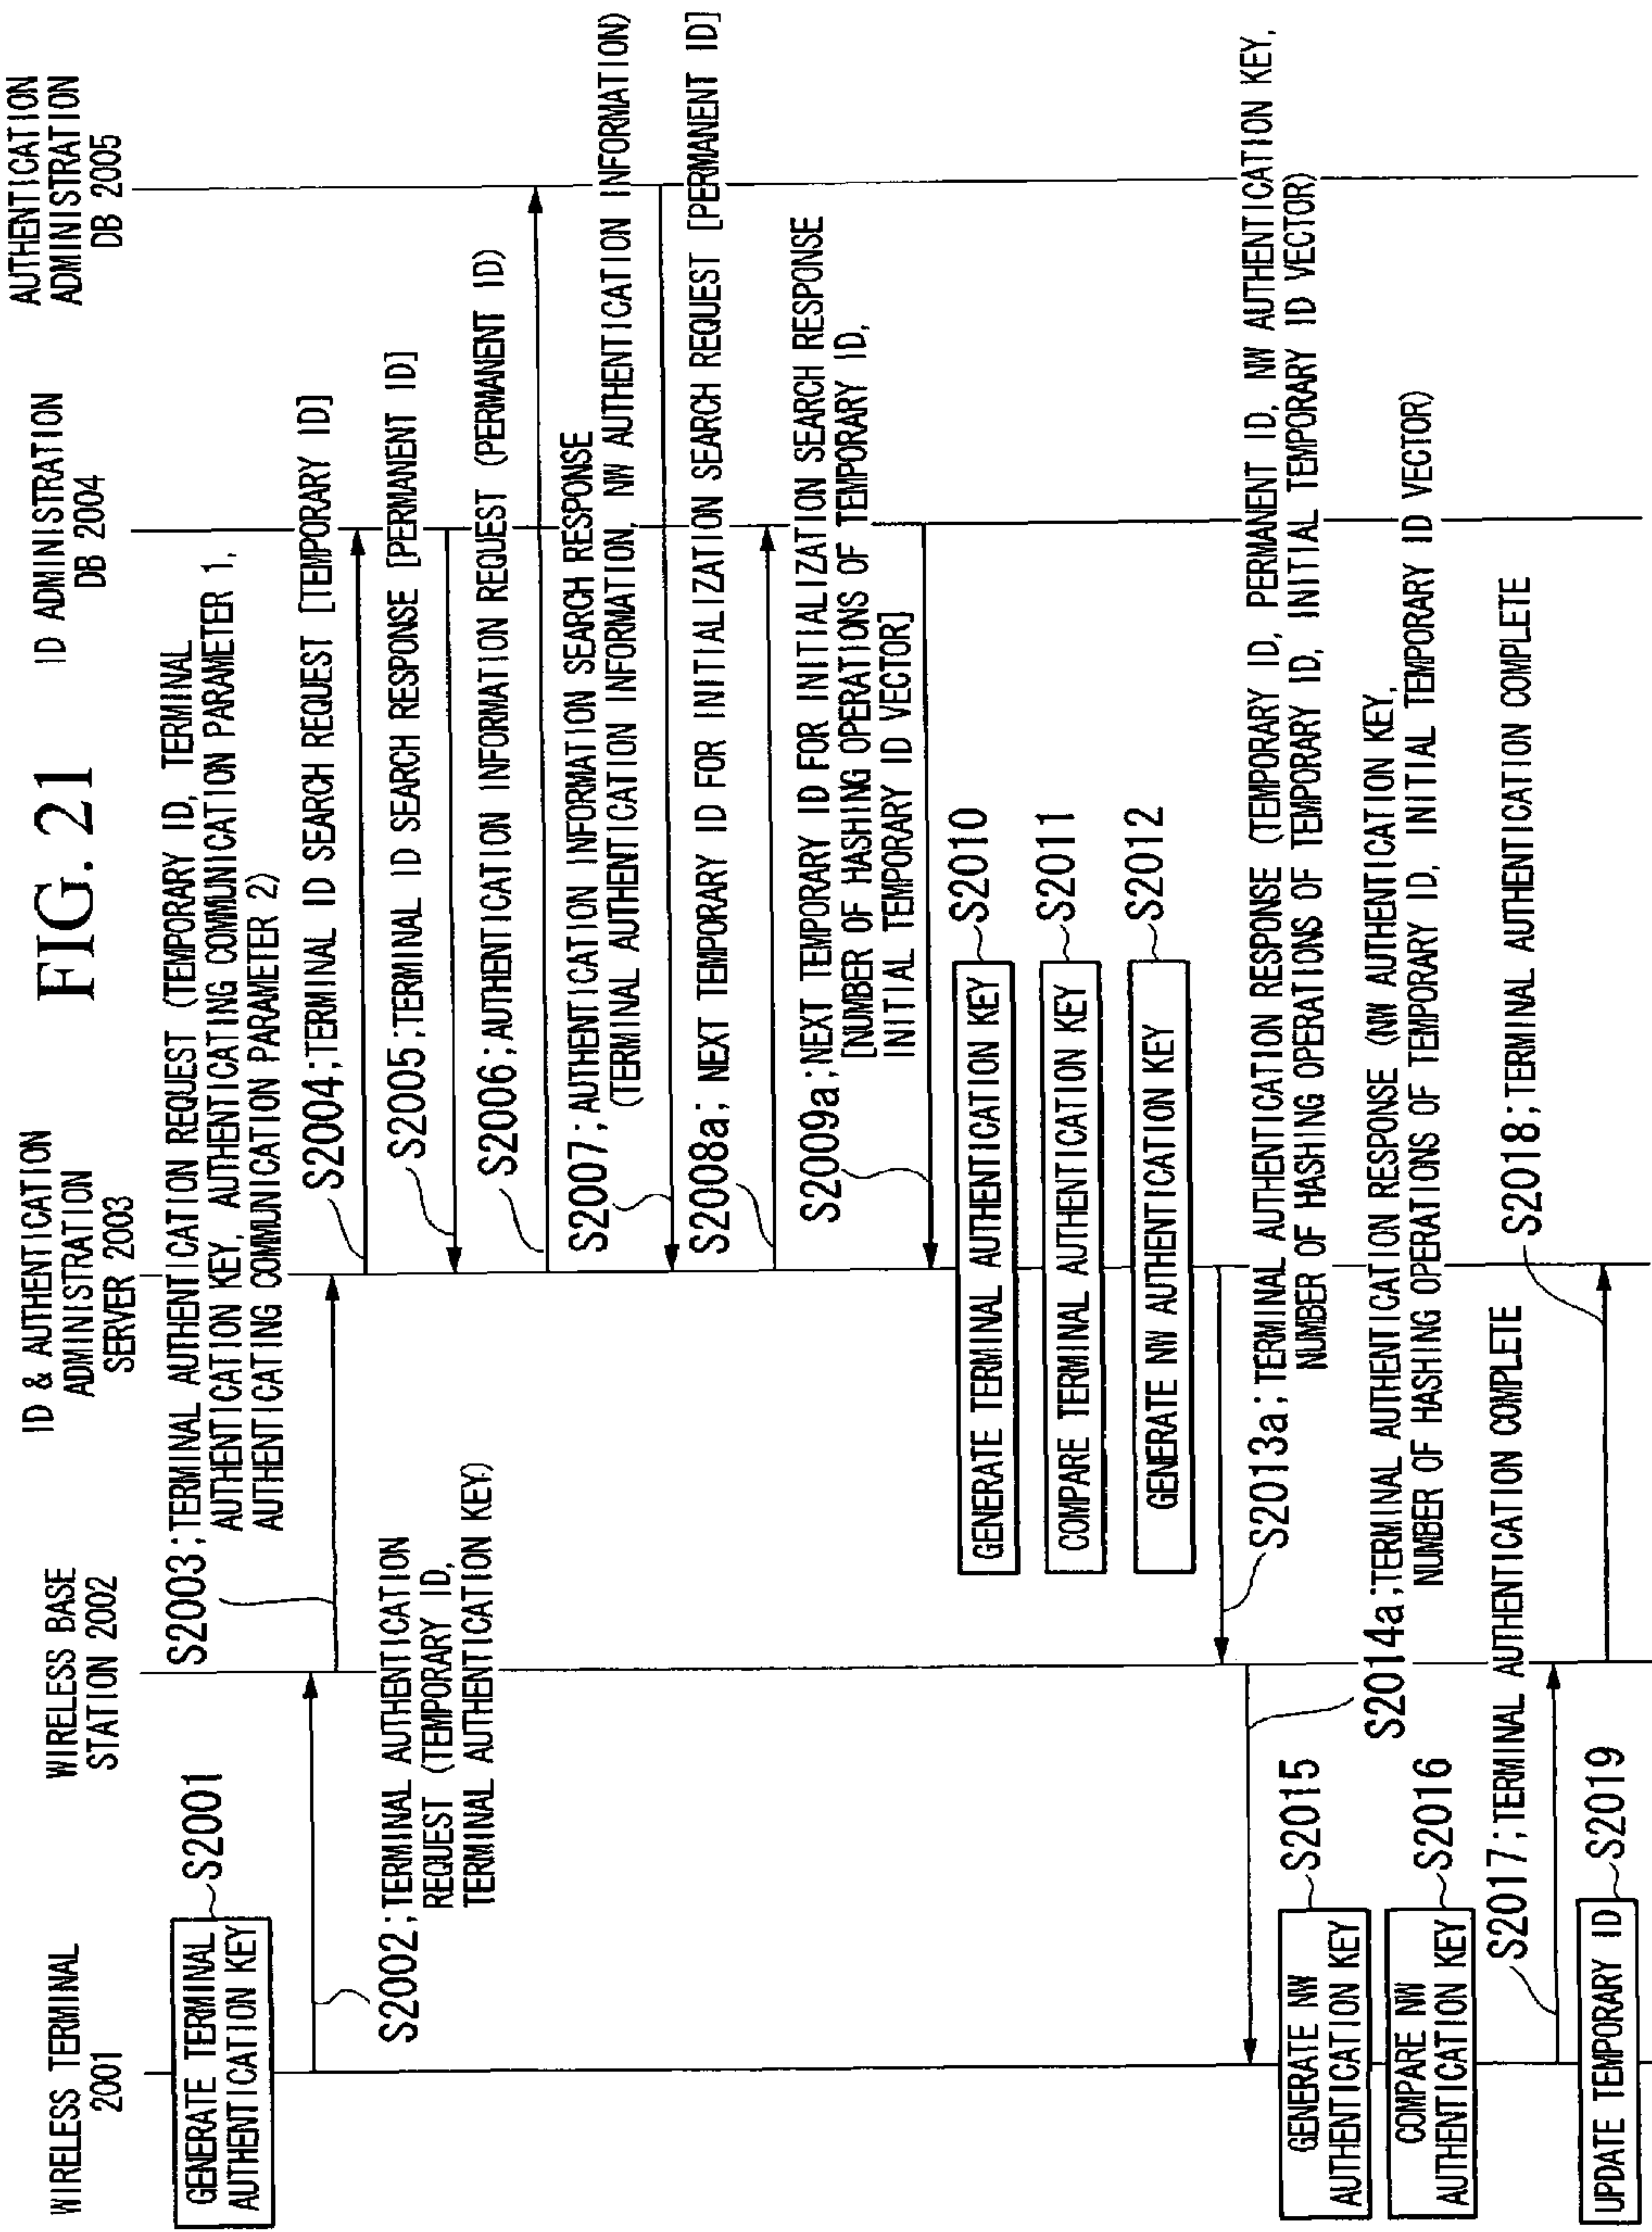 FIG. 21
WIRELESS TERMINAL
2001
WIRELESS BASE
STATION 2002
ID & AUTHENTICATION
ADMINISTRATION
SERVER 2003
ID ADMINISTRATION
DB 2004
AUTHENTICATION
ADMINISTRATION
DB 2005
GENERATE TERMINAL
AUTHENTICATION KEY
S2001
S2002;TERMINAL AUTHENTICATION
REQUEST (TEMPORARY ID,
TERMINAL AUTHENTICATION KEY)
S2003;TERMINAL AUTHENTICATION REQUEST (TEMPORARY ID, TERMINAL
AUTHENTICATION KEY, AUTHENTICATING COMMUNICATION PARAMETER 1,
AUTHENTICATING COMMUNICATION PARAMETER 2)
S2004;TERMINAL ID SEARCH REQUEST [TEMPORARY ID]
S2005;TERMINAL ID SEARCH RESPONSE [PERMANENT ID]
S2006;AUTHENTICATION INFORMATION REQUEST (PERMANENT ID)
S2007;AUTHENTICATION INFORMATION SEARCH RESPONSE
(TERMINAL AUTHENTICATION INFORMATION, NW AUTHENTICATION INFORMATION)
S2008a; NEXT TEMPORARY ID FOR INITIALIZATION SEARCH REQUEST [PERMANENT ID]
S2009a;NEXT TEMPORARY ID FOR INITIALIZATION SEARCH RESPONSE
[NUMBER OF HASHING OPERATIONS OF TEMPORARY ID,
INITIAL TEMPORARY ID VECTOR]
GENERATE TERMINAL AUTHENTICATION KEY
S2010
COMPARE TERMINAL AUTHENTICATION KEY
S2011
GENERATE NW AUTHENTICATION KEY
S2012
S2013a;TERMINAL AUTHENTICATION RESPONSE (TEMPORARY ID, PERMANENT ID, NW AUTHENTICATION KEY,
NUMBER OF HASHING OPERATIONS OF TEMPORARY ID, INITIAL TEMPORARY ID VECTOR)
S2014a;TERMINAL AUTHENTICATION RESPONSE (NW AUTHENTICATION KEY,
NUMBER OF HASHING OPERATIONS OF TEMPORARY ID, INITIAL TEMPORARY ID VECTOR)
GENERATE NW
AUTHENTICATION KEY
S2015
COMPARE NW
AUTHENTICATION KEY
S2016
S2017;TERMINAL AUTHENTICATION COMPLETE
S2018;TERMINAL AUTHENTICATION COMPLETE
UPDATE TEMPORARY ID
S2019